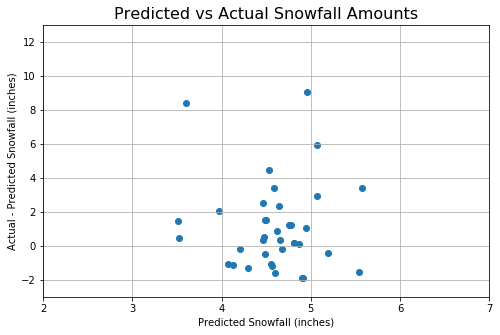 Predicted vs Actual Snowfall Amounts
12
10
8
6
4
2
0
−2
Actual - Predicted Snowfall (inches)
2 3 4 5 6 7
Predicted Snowfall (inches)